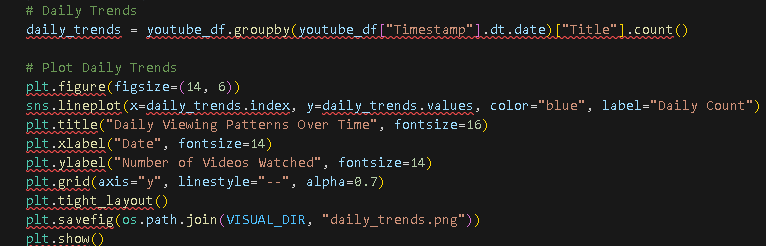 # Daily Trends
daily_trends = youtube_df.groupby(youtube_df["Timestamp"].dt.date)["Title"].count()
# Plot Daily Trends
plt.figure(figsize=(14, 6))
sns.lineplot(x=daily_trends.index, y=daily_trends.values, color="blue", label="Daily Count")
plt.title("Daily Viewing Patterns Over Time", fontsize=16)
plt.xlabel("Date", fontsize=14)
plt.ylabel("Number of Videos Watched", fontsize=14)
plt.grid(axis="y", linestyle="--", alpha=0.7)
plt.tight_layout()
plt.savefig(os.path.join(VISUAL_DIR, "daily_trends.png"))
plt.show()